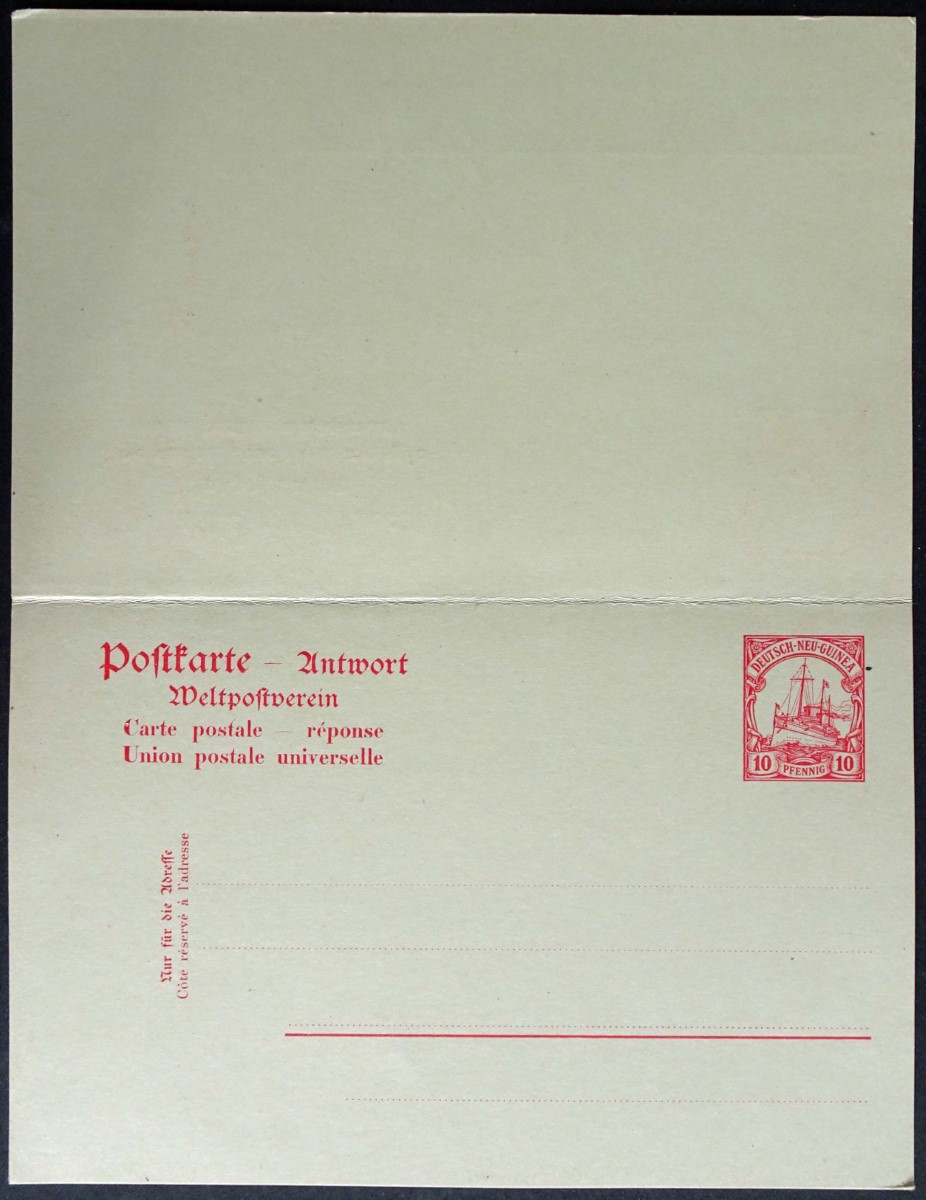 Postkarte – Antwort
Weltpostverein
Carte postale – réponse
Union postale universelle
DEUTSCH-NEU-GUINEA
10 PFENNIG 10
Nur für die Adresse
Côté réservé à l'adresse